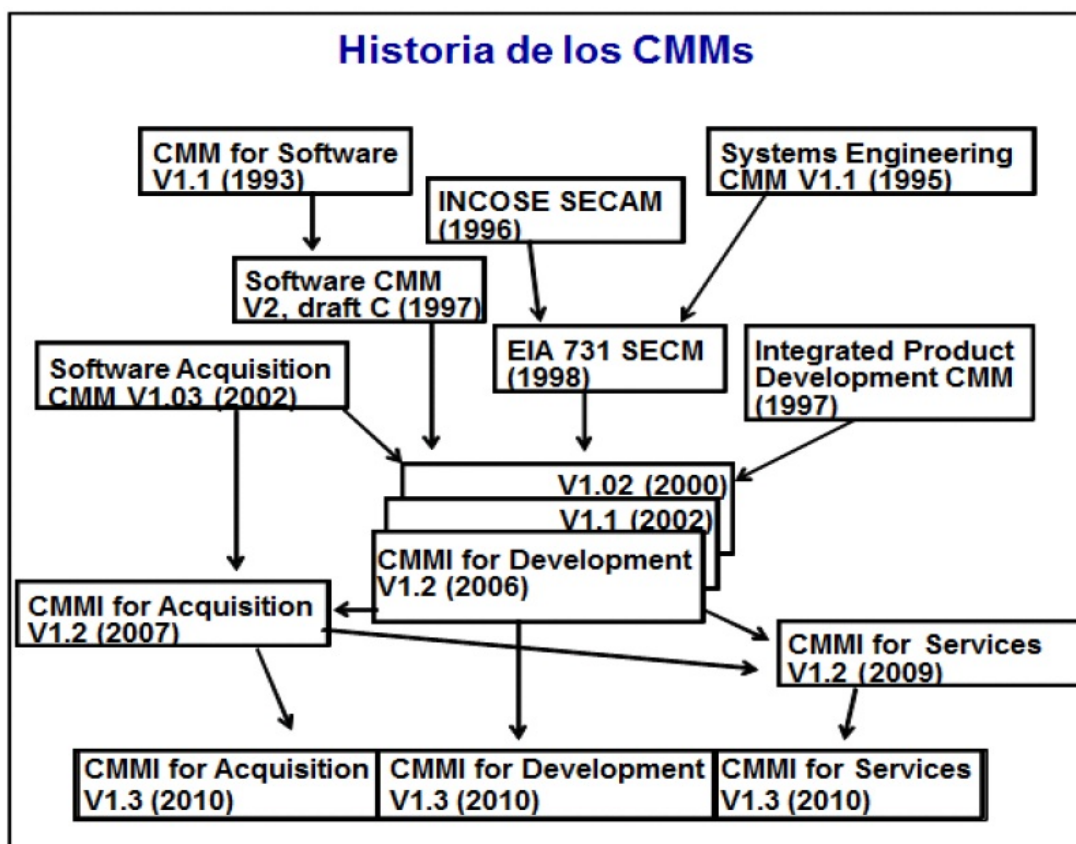 Historia de los CMMs
CMM for Software
V1.1 (1993)
Systems Engineering
CMM V1.1 (1995)
INCOSE SECAM
(1996)
Software CMM
V2, draft C (1997)
EIA 731 SECM
(1998)
Integrated Product
Development CMM
(1997)
Software Acquisition
CMM V1.03 (2002)
V1.02 (2000)
V1.1 (2002)
CMMI for Development
V1.2 (2006)
CMMI for Acquisition
V1.2 (2007)
CMMI for Services
V1.2 (2009)
CMMI for Acquisition
V1.3 (2010)
CMMI for Development
V1.3 (2010)
CMMI for Services
V1.3 (2010)